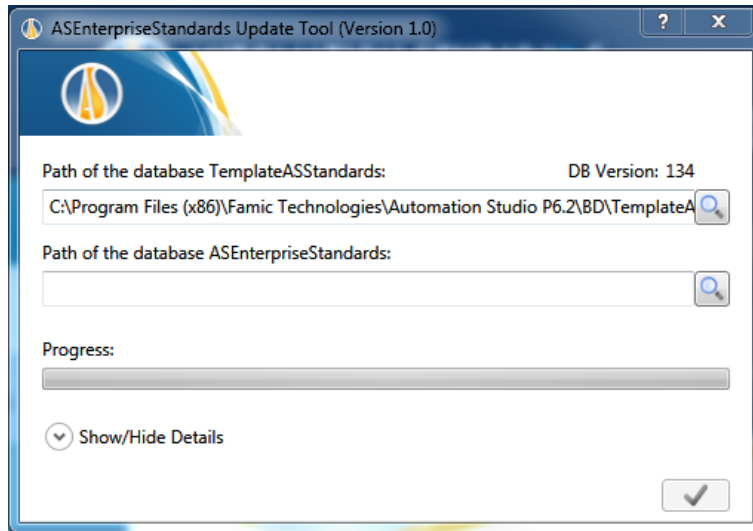 ASEnterpriseStandards Update Tool (Version 1.0)
Path of the database TemplateASStandards: DB Version: 134
C:\Program Files (x86)\Famic Technologies\Automation Studio P6.2\BD\TemplateA
Path of the database ASEnterpriseStandards:
Progress:
Show/Hide Details